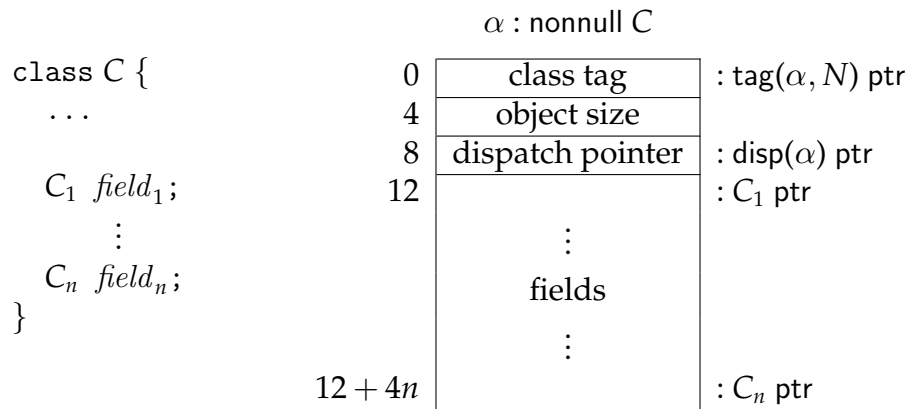 α : nonnull C
class C {
0 class tag : tag(α, N) ptr
... 4 object size
8 dispatch pointer : disp(α) ptr
C₁ field₁; 12 : C₁ ptr
⋮ ⋮
Cₙ fieldₙ; fields
}
⋮
12 + 4n : Cₙ ptr